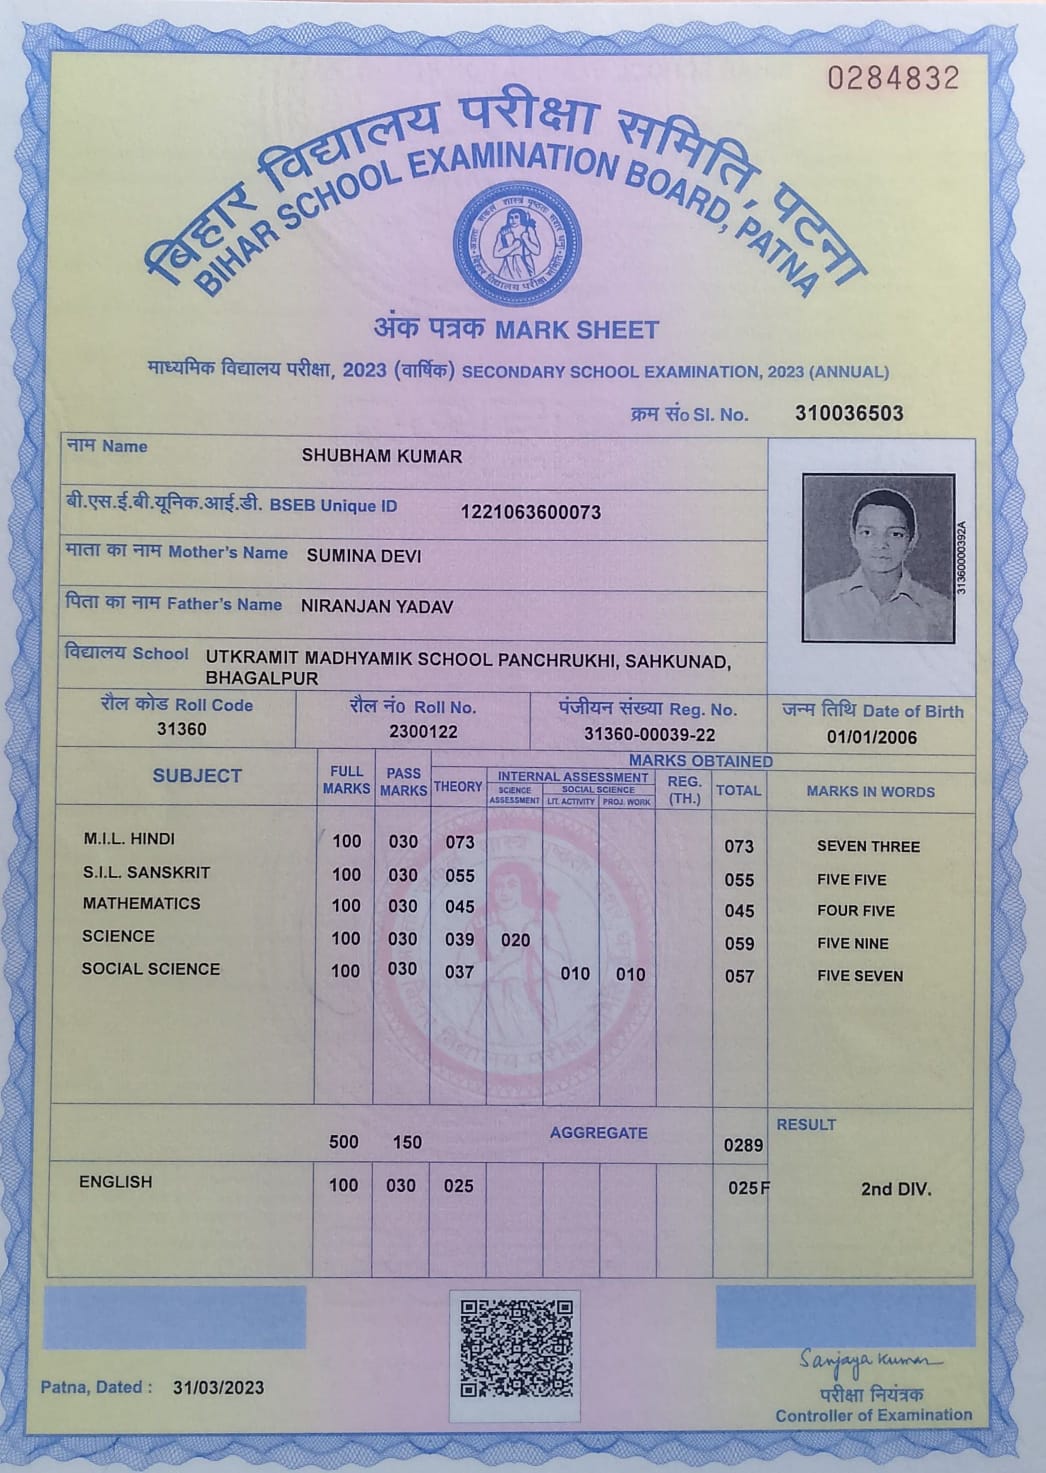 0284832
बिहार विद्यालय परीक्षा समिति, पटना
BIHAR SCHOOL EXAMINATION BOARD, PATNA
अंक पत्रक MARK SHEET
माध्यमिक विद्यालय परीक्षा, 2023 (वार्षिक) SECONDARY SCHOOL EXAMINATION, 2023 (ANNUAL)
क्रम सं० Sl. No. 310036503
नाम Name SHUBHAM KUMAR
बी.एस.ई.बी.यूनिक.आई.डी. BSEB Unique ID 1221063600073
माता का नाम Mother's Name SUMINA DEVI
31360000392A
पिता का नाम Father's Name NIRANJAN YADAV
विद्यालय School UTKRAMIT MADHYAMIK SCHOOL PANCHRUKHI, SAHKUNAD,
BHAGALPUR
रौल कोड Roll Code रौल नं० Roll No. पंजीयन संख्या Reg. No. जन्म तिथि Date of Birth
31360 2300122 31360-00039-22 01/01/2006
MARKS OBTAINED
SUBJECT FULL MARKS PASS MARKS THEORY INTERNAL ASSESSMENT REG. (TH.) TOTAL MARKS IN WORDS
SCIENCE ASSESSMENT SOCIAL SCIENCE
LIT. ACTIVITY PROJ. WORK
M.I.L. HINDI 100 030 073 073 SEVEN THREE
S.I.L. SANSKRIT 100 030 055 055 FIVE FIVE
MATHEMATICS 100 030 045 045 FOUR FIVE
SCIENCE 100 030 039 020 059 FIVE NINE
SOCIAL SCIENCE 100 030 037 010 010 057 FIVE SEVEN
500 150 AGGREGATE 0289 RESULT
ENGLISH 100 030 025 025F 2nd DIV.
Sanjaya Kumar
Patna, Dated : 31/03/2023
परीक्षा नियंत्रक
Controller of Examination